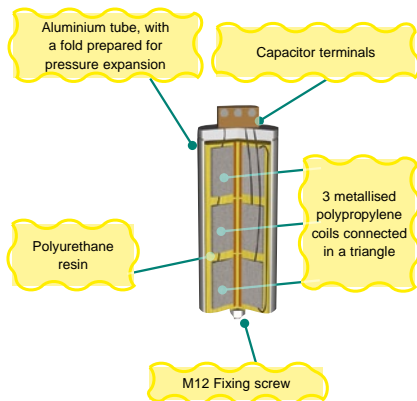 Aluminium tube, with
a fold prepared for
pressure expansion
Capacitor terminals
3 metallised
polypropylene
coils connected
in a triangle
Polyurethane
resin
M12 Fixing screw